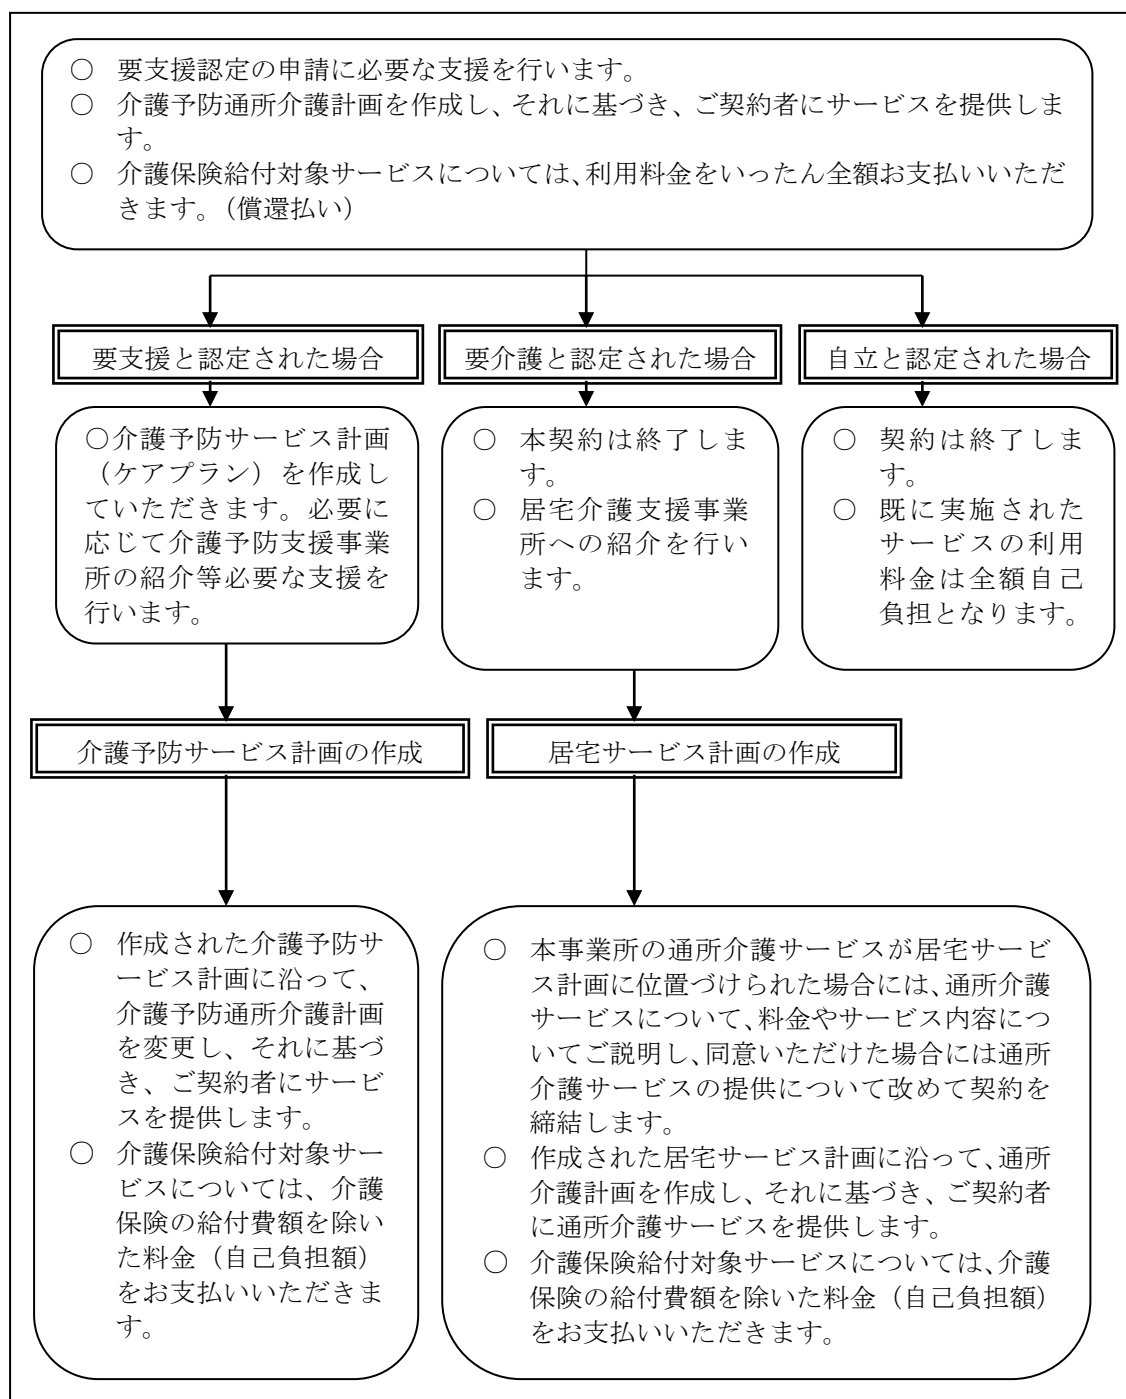 ○ 要支援認定の申請に必要な支援を行います。
○ 介護予防通所介護計画を作成し、それに基づき、ご契約者にサービスを提供しま
す。
○ 介護保険給付対象サービスについては、利用料金をいったん全額お支払いいただ
きます。（償還払い）
要支援と認定された場合
要介護と認定された場合
自立と認定された場合
○介護予防サービス計画
（ケアプラン）を作成し
ていただきます。必要に
応じて介護予防支援事業
所の紹介等必要な支援を
行います。
○ 本契約は終了しま
す。
○ 居宅介護支援事業
所への紹介を行い
ます。
○ 契約は終了しま
す。
○ 既に実施された
サービスの利用
料金は全額自己
負担となります。
介護予防サービス計画の作成
居宅サービス計画の作成
○ 作成された介護予防サ
ービス計画に沿って、
介護予防通所介護計画
を変更し、それに基づ
き、ご契約者にサービ
スを提供します。
○ 介護保険給付対象サー
ビスについては、介護
保険の給付費額を除い
た料金（自己負担額）
をお支払いいただきま
す。
○ 本事業所の通所介護サービスが居宅サービ
ス計画に位置づけられた場合には、通所介護
サービスについて、料金やサービス内容につ
いてご説明し、同意いただけた場合には通所
介護サービスの提供について改めて契約を
締結します。
○ 作成された居宅サービス計画に沿って、通所
介護計画を作成し、それに基づき、ご契約者
に通所介護サービスを提供します。
○ 介護保険給付対象サービスについては、介護
保険の給付費額を除いた料金（自己負担額）
をお支払いいただきます。